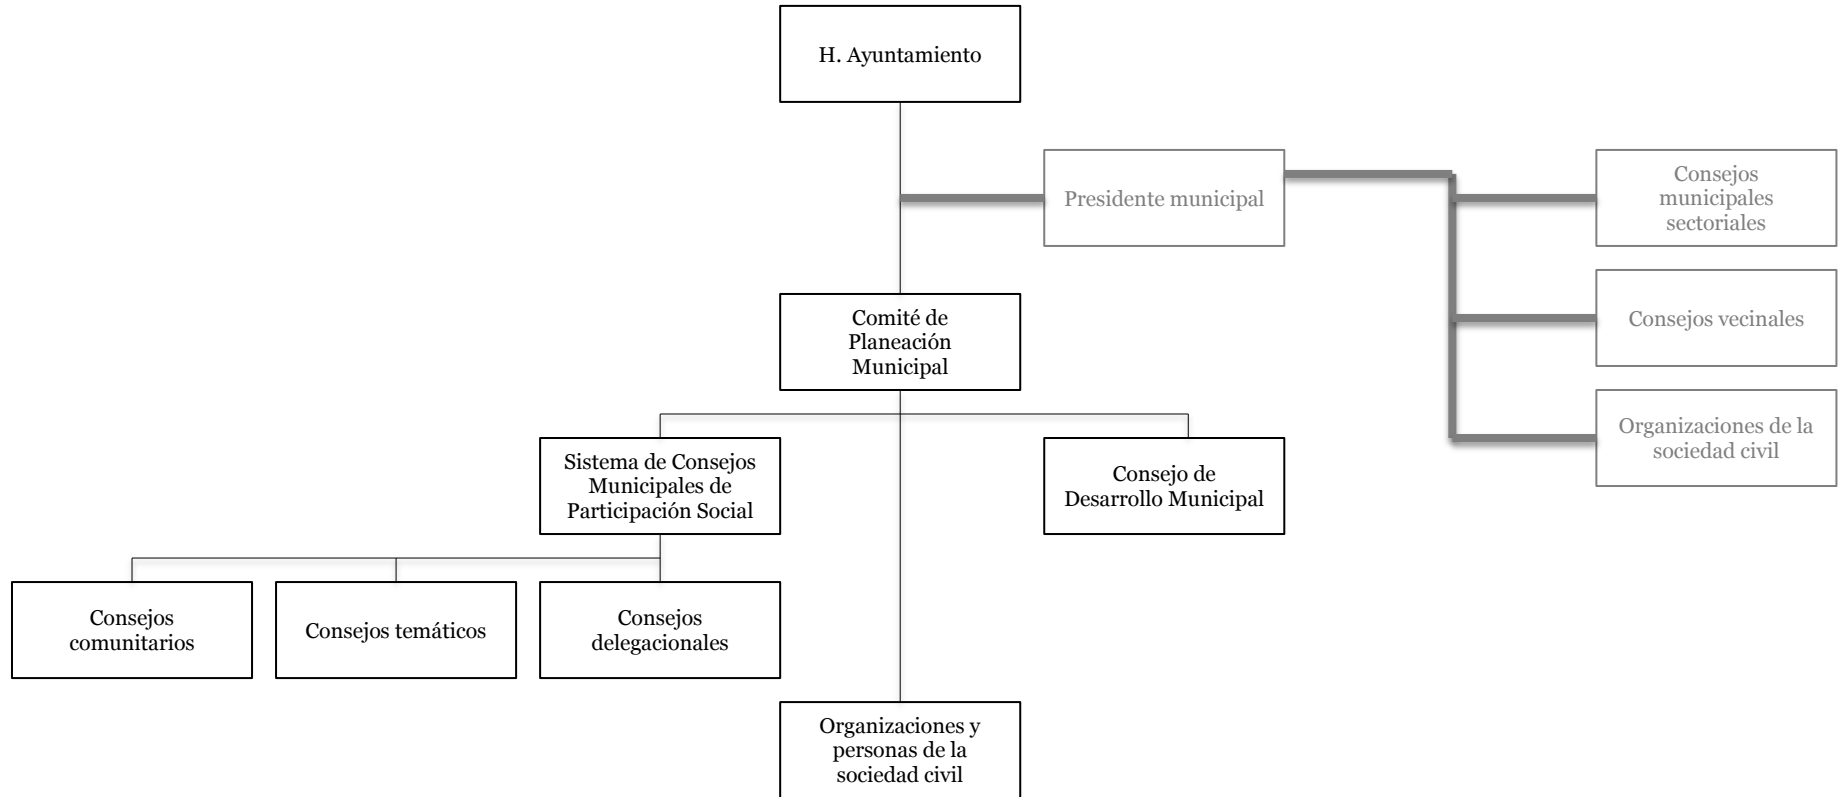 H. Ayuntamiento
Presidente municipal
Consejos
municipales
sectoriales
Consejos vecinales
Organizaciones de la
sociedad civil
Comité de
Planeación
Municipal
Sistema de Consejos
Municipales de
Participación Social
Consejo de
Desarrollo Municipal
Consejos
comunitarios
Consejos temáticos
Consejos
delegacionales
Organizaciones y
personas de la
sociedad civil